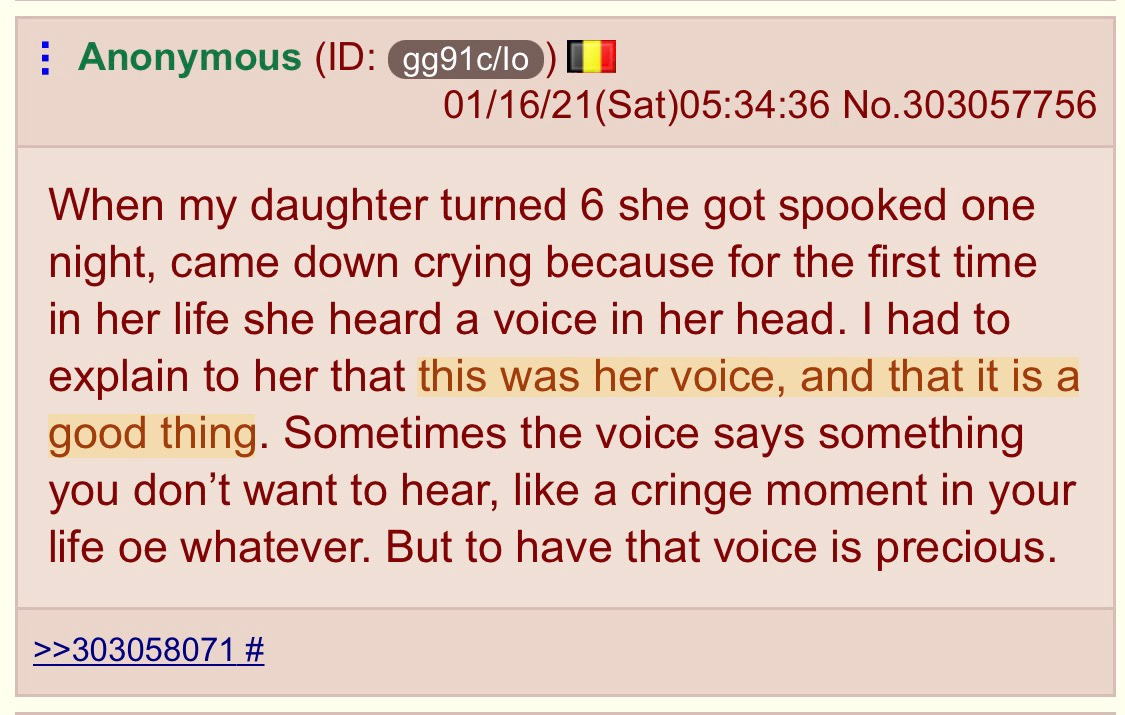 Anonymous (ID: gg91c/Io)
01/16/21(Sat)05:34:36 No.303057756
When my daughter turned 6 she got spooked one
night, came down crying because for the first time
in her life she heard a voice in her head. I had to
explain to her that this was her voice, and that it is a
good thing. Sometimes the voice says something
you don’t want to hear, like a cringe moment in your
life oe whatever. But to have that voice is precious.
>>303058071 #